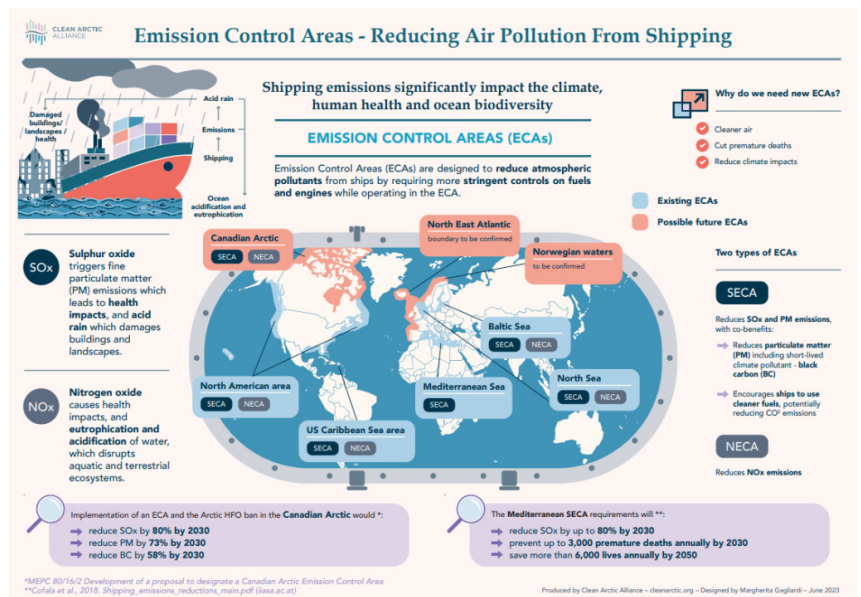 CLEAN ARCTIC
ALLIANCE
Emission Control Areas - Reducing Air Pollution From Shipping
Damaged
buildings/
landscapes /
health
Acid rain
Emissions
Shipping
Ocean
acidification and
eutrophication
Shipping emissions significantly impact the climate,
human health and ocean biodiversity
EMISSION CONTROL AREAS (ECAs)
Emission Control Areas (ECAs) are designed to reduce atmospheric
pollutants from ships by requiring more stringent controls on fuels
and engines while operating in the ECA.
Why do we need new ECAs?
Cleaner air
Cut premature deaths
Reduce climate impacts
Existing ECAs
Possible future ECAs
SOx
Sulphur oxide
triggers fine
particulate matter
(PM) emissions which
leads to health
impacts, and acid
rain which damages
buildings and
landscapes.
NOx
Nitrogen oxide
causes health
impacts, and
eutrophication and
acidification of water,
which disrupts
aquatic and terrestrial
ecosystems.
Canadian Arctic
SECA NECA
North East Atlantic
boundary to be confirmed
Norwegian waters
to be confirmed
Baltic Sea
SECA NECA
North American area
SECA NECA
Mediterranean Sea
SECA
North Sea
SECA NECA
US Caribbean Sea area
SECA NECA
Two types of ECAs
SECA
Reduces SOx and PM emissions,
with co-benefits:
Reduces particulate matter
(PM) including short-lived
climate pollutant - black
carbon (BC)
Encourages ships to use
cleaner fuels, potentially
reducing CO² emissions
NECA
Reduces NOx emissions
Implementation of an ECA and the Arctic HFO ban in the Canadian Arctic would *:
reduce SOx by 80% by 2030
reduce PM by 73% by 2030
reduce BC by 58% by 2030
The Mediterranean SECA requirements will **:
reduce SOx by up to 80% by 2030
prevent up to 3,000 premature deaths annually by 2030
save more than 6,000 lives annually by 2050
*MEPC 80/16/2 Development of a proposal to designate a Canadian Arctic Emission Control Area
**Cofala et al., 2018. Shipping_emissions_reductions_main.pdf (iiasa.ac.at)
Produced by Clean Arctic Alliance – cleanarctic.org – Designed by Margherita Gagliardi – June 2023